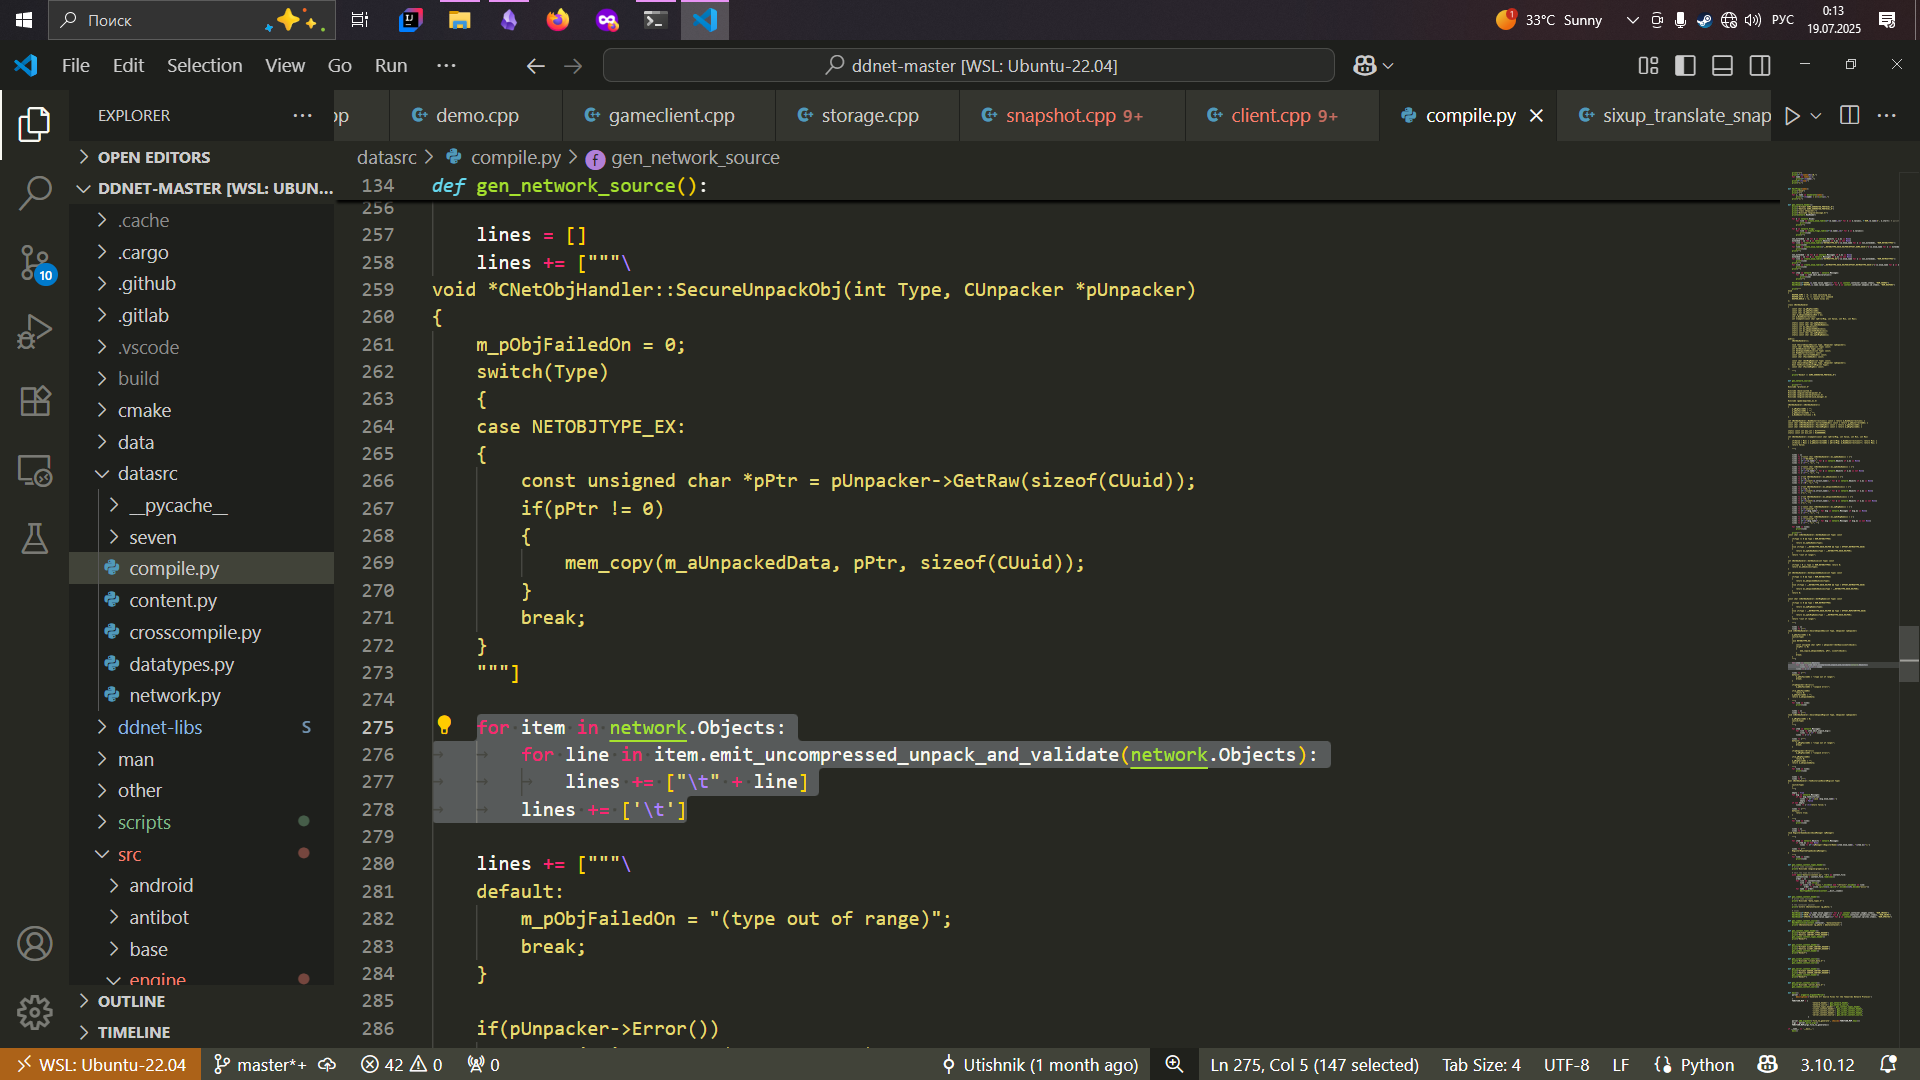 Поиск
1
33°C Sunny
РУС
0:13
19.07.2025
File Edit Selection View Go Run ···
ddnet-master [WSL: Ubuntu-22.04]
EXPLORER ···
pp
demo.cpp
gameclient.cpp
storage.cpp
snapshot.cpp 9+
client.cpp 9+
compile.py
sixup_translate_snap
datasrc > compile.py > gen_network_source
OPEN EDITORS
DDNET-MASTER [WSL: UBUN...
.cache
.cargo
.github
.gitlab
.vscode
build
cmake
data
datasrc
__pycache__
seven
compile.py
content.py
crosscompile.py
datatypes.py
network.py
ddnet-libs S
man
other
scripts
src
android
antibot
base
engine
OUTLINE
TIMELINE
10
134 def gen_network_source():
256
257 lines = []
258 lines += ["""\
259 void *CNetObjHandler::SecureUnpackObj(int Type, CUnpacker *pUnpacker)
260 {
261 m_pObjFailedOn = 0;
262 switch(Type)
263 {
264 case NETOBJTYPE_EX:
265 {
266 const unsigned char *pPtr = pUnpacker->GetRaw(sizeof(CUuid));
267 if(pPtr != 0)
268 {
269 mem_copy(m_aUnpackedData, pPtr, sizeof(CUuid));
270 }
271 break;
272 }
273 """]
274
275 for item in network.Objects:
276 for line in item.emit_uncompressed_unpack_and_validate(network.Objects):
277 lines += ["\t" + line]
278 lines += ['\t']
279
280 lines += ["""\
281 default:
282 m_pObjFailedOn = "(type out of range)";
283 break;
284 }
285
286 if(pUnpacker->Error())
WSL: Ubuntu-22.04 master*+ 42 0 0 Utishnik (1 month ago) Ln 275, Col 5 (147 selected) Tab Size: 4 UTF-8 LF Python 3.10.12